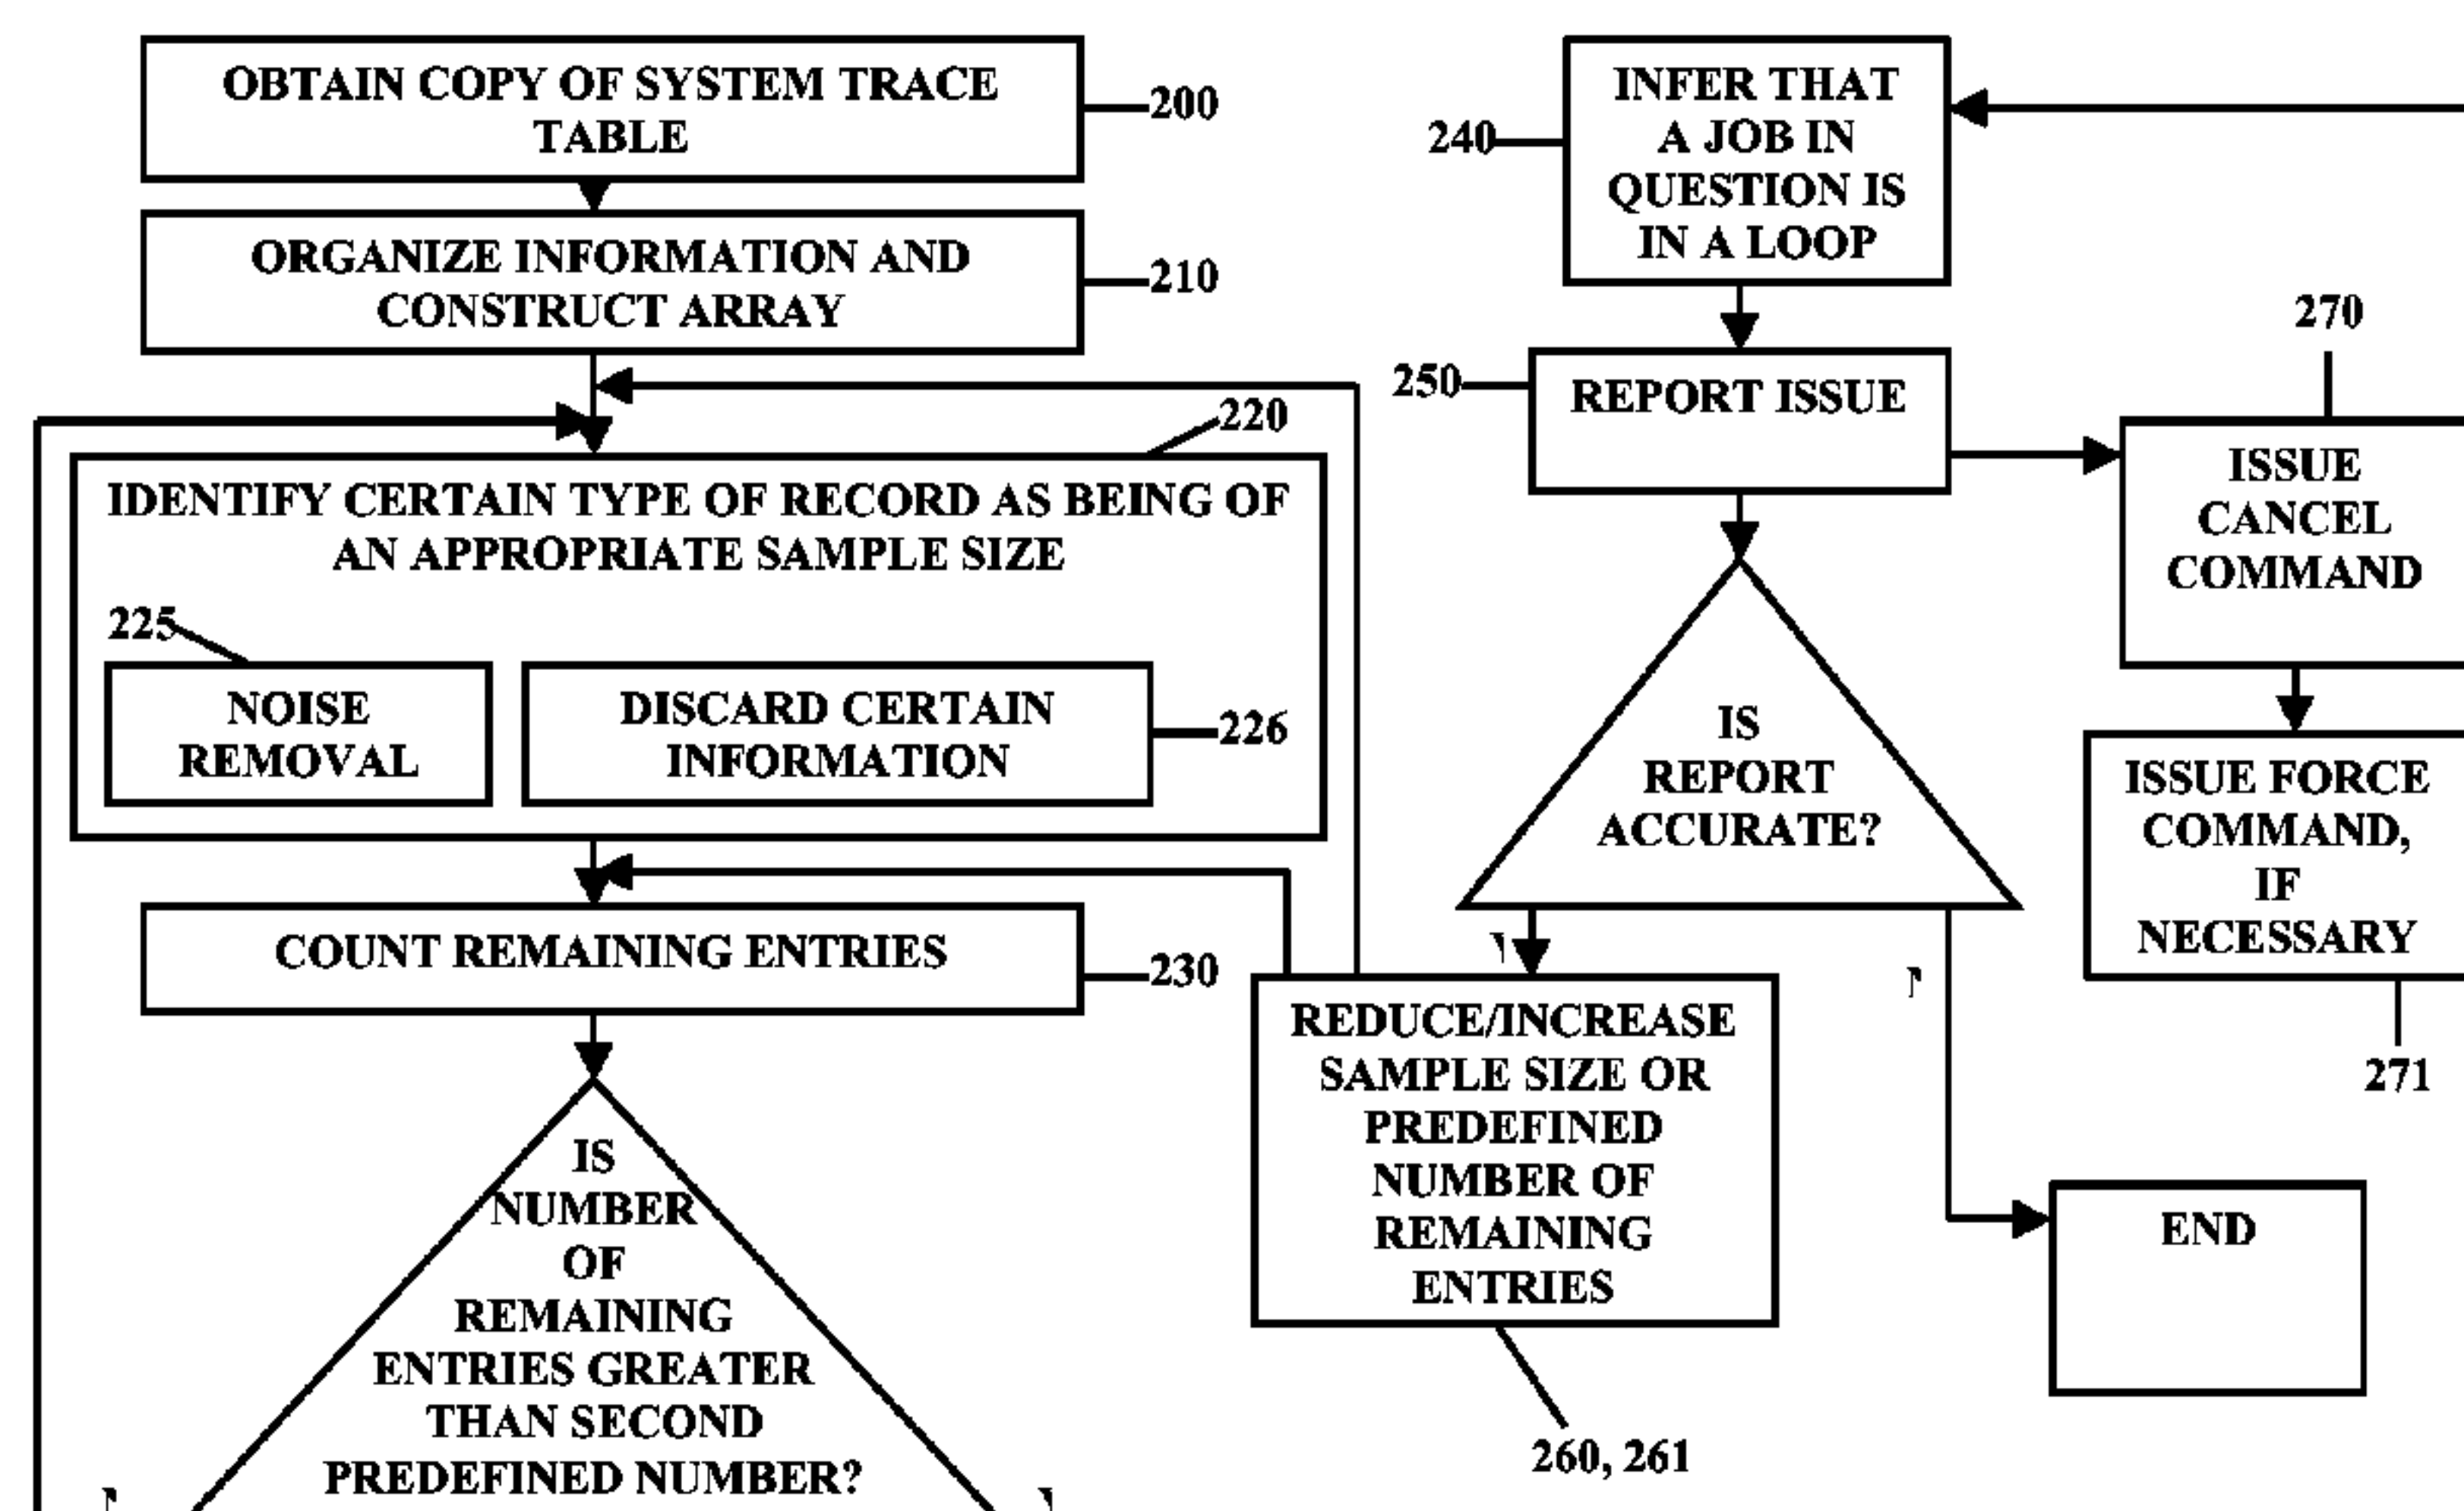 OBTAIN COPY OF SYSTEM TRACE
TABLE
200
ORGANIZE INFORMATION AND
CONSTRUCT ARRAY
210
220
IDENTIFY CERTAIN TYPE OF RECORD AS BEING OF
AN APPROPRIATE SAMPLE SIZE
225
NOISE
REMOVAL
DISCARD CERTAIN
INFORMATION
226
COUNT REMAINING ENTRIES
230
IS
NUMBER
OF
REMAINING
ENTRIES GREATER
THAN SECOND
PREDEFINED NUMBER?
240
INFER THAT
A JOB IN
QUESTION IS
IN A LOOP
250
REPORT ISSUE
270
ISSUE
CANCEL
COMMAND
ISSUE FORCE
COMMAND,
IF
NECESSARY
271
IS
REPORT
ACCURATE?
REDUCE/INCREASE
SAMPLE SIZE OR
PREDEFINED
NUMBER OF
REMAINING
ENTRIES
260, 261
END